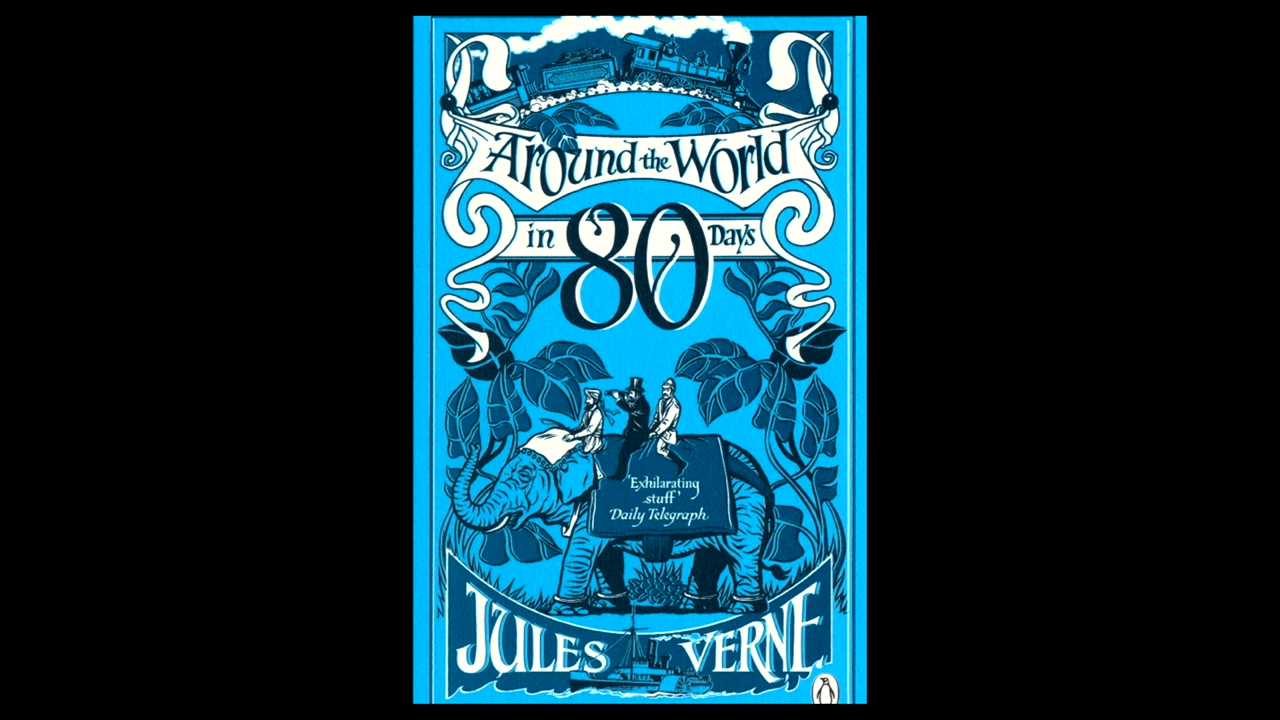 Around the World
in 80 Days
'Exhilarating
stuff'
Daily Telegraph
JULES VERNE